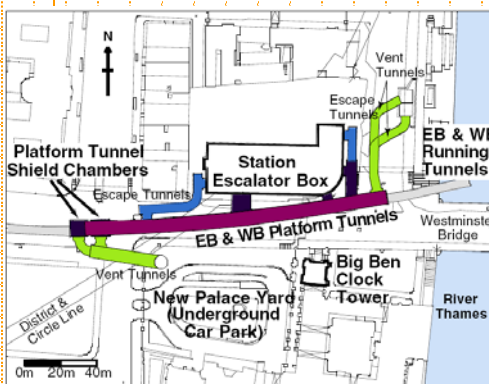 N
Vent
Tunnels
Escape
Tunnels
EB & WB
Running
Tunnels
Platform Tunnel
Shield Chambers
Station
Escalator Box
Escape Tunnels
EB & WB Platform Tunnels
Westminster
Bridge
Vent Tunnels
Big Ben
Clock
Tower
New Palace Yard
(Underground
Car Park)
River
Thames
District &
Circle Line
0m 20m 40m